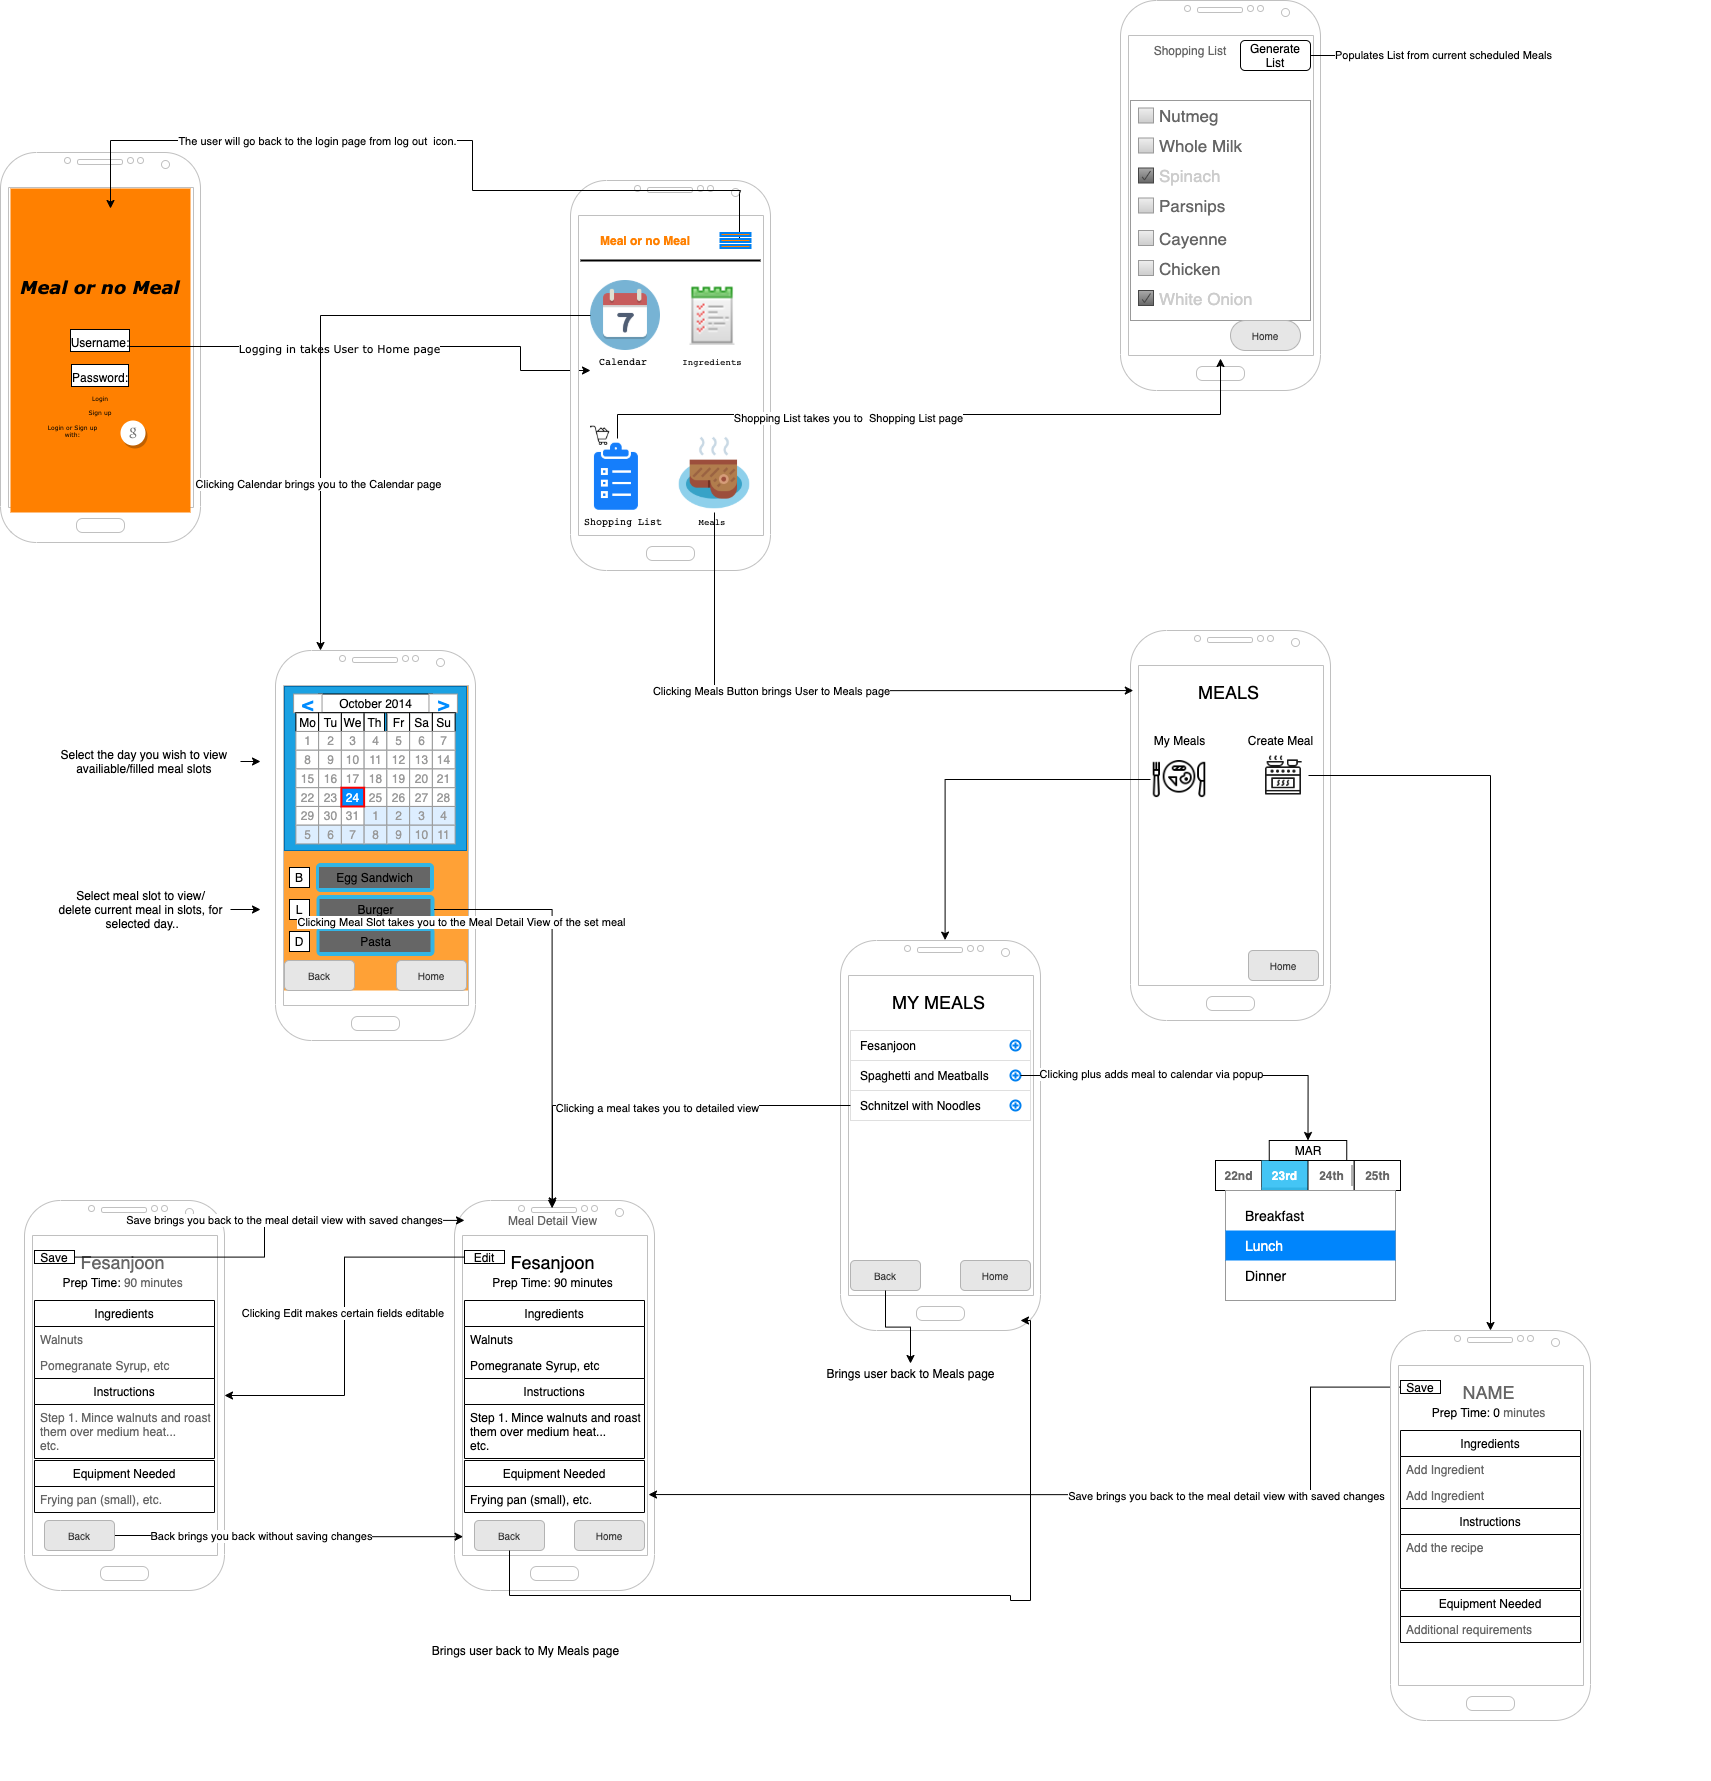 Shopping List
Generate
List
Populates List from current scheduled Meals
Nutmeg
Whole Milk
Spinach
Parsnips
Cayenne
Chicken
White Onion
Home
The user will go back to the login page from log out  icon.
Meal or no Meal
Username:
Password:
Login
Sign up
Login or Sign up
with:
g
Logging in takes User to Home page
Meal or no Meal
7
Calendar
Ingredients
Shopping List
Meals
Shopping List takes you to  Shopping List page
Clicking Calendar brings you to the Calendar page
Clicking Meals Button brings User to Meals page
Select the day you wish to view
availiable/filled meal slots
< October 2014 >
Mo Tu We Th Fr Sa Su
1 2 3 4 5 6 7
8 9 10 11 12 13 14
15 16 17 18 19 20 21
22 23 24 25 26 27 28
29 30 31 1 2 3 4
5 6 7 8 9 10 11
Select meal slot to view/
delete current meal in slots, for
selected day..
B Egg Sandwich
L Burger
Clicking Meal Slot takes you to the Meal Detail View of the set meal
D Pasta
Back Home
MEALS
My Meals Create Meal
Home
MY MEALS
Fesanjoon
Spaghetti and Meatballs
Schnitzel with Noodles
Back Home
Clicking plus adds meal to calendar via popup
Clicking a meal takes you to detailed view
MAR
22nd 23rd 24th 25th
Breakfast
Lunch
Dinner
Brings user back to Meals page
Save brings you back to the meal detail view with saved changes
Save
Fesanjoon
Prep Time: 90 minutes
Ingredients
Walnuts
Pomegranate Syrup, etc
Instructions
Step 1. Mince walnuts and roast
them over medium heat...
etc.
Equipment Needed
Frying pan (small), etc.
Back
Clicking Edit makes certain fields editable
Back brings you back without saving changes
Meal Detail View
Edit
Fesanjoon
Prep Time: 90 minutes
Ingredients
Walnuts
Pomegranate Syrup, etc
Instructions
Step 1. Mince walnuts and roast
them over medium heat...
etc.
Equipment Needed
Frying pan (small), etc.
Back Home
Brings user back to My Meals page
Save brings you back to the meal detail view with saved changes
Save
NAME
Prep Time: 0 minutes
Ingredients
Add Ingredient
Add Ingredient
Instructions
Add the recipe
Equipment Needed
Additional requirements